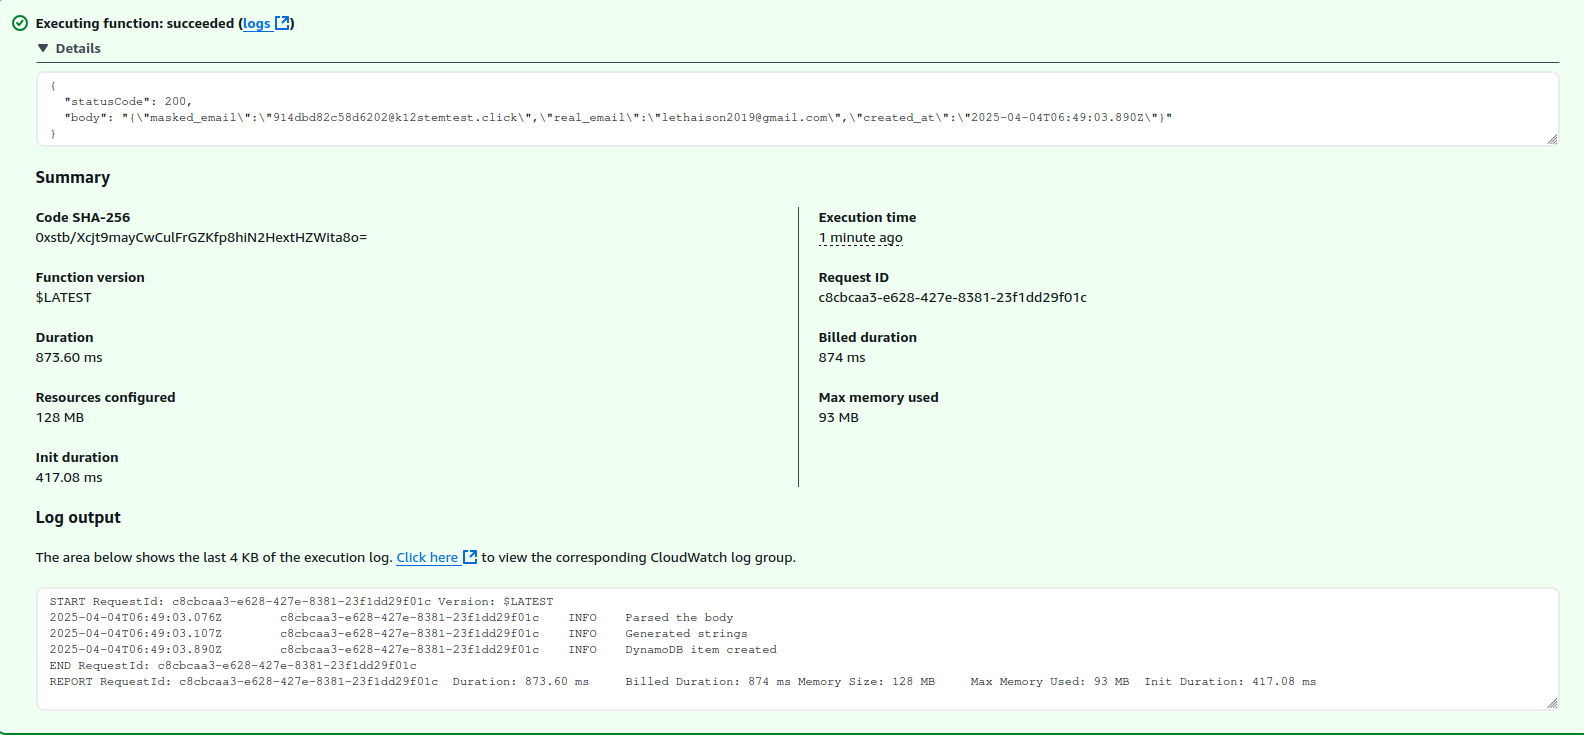 Executing function: succeeded (logs)
Details
{
"statusCode": 200,
"body": "{\"masked_email\":\"914dbd82c58d6202@k12stemtest.click\",\"real_email\":\"lethaison2019@gmail.com\",\"created_at\":\"2025-04-04T06:49:03.890Z\"}"
}
Summary
Code SHA-256
0xstb/Xcjt9mayCwCulFrGZKfp8hiN2HextHZWita8o=
Function version
$LATEST
Duration
873.60 ms
Resources configured
128 MB
Init duration
417.08 ms
Execution time
1 minute ago
Request ID
c8cbcaa3-e628-427e-8381-23f1dd29f01c
Billed duration
874 ms
Max memory used
93 MB
Log output
The area below shows the last 4 KB of the execution log. Click here to view the corresponding CloudWatch log group.
START RequestId: c8cbcaa3-e628-427e-8381-23f1dd29f01c Version: $LATEST
2025-04-04T06:49:03.076Z c8cbcaa3-e628-427e-8381-23f1dd29f01c INFO Parsed the body
2025-04-04T06:49:03.107Z c8cbcaa3-e628-427e-8381-23f1dd29f01c INFO Generated strings
2025-04-04T06:49:03.890Z c8cbcaa3-e628-427e-8381-23f1dd29f01c INFO DynamoDB item created
END RequestId: c8cbcaa3-e628-427e-8381-23f1dd29f01c
REPORT RequestId: c8cbcaa3-e628-427e-8381-23f1dd29f01c Duration: 873.60 ms Billed Duration: 874 ms Memory Size: 128 MB Max Memory Used: 93 MB Init Duration: 417.08 ms